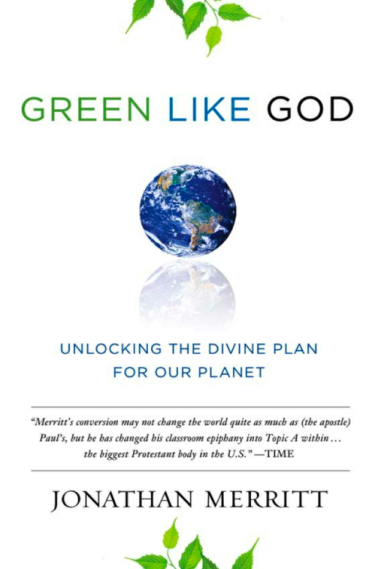 GREEN LIKE GOD
UNLOCKING THE DIVINE PLAN
FOR OUR PLANET
“Merritt’s conversion may not change the world quite as much as (the apostle)
Paul’s, but he has changed his classroom epiphany into Topic A within...
the biggest Protestant body in the U.S.”—TIME
JONATHAN MERRITT